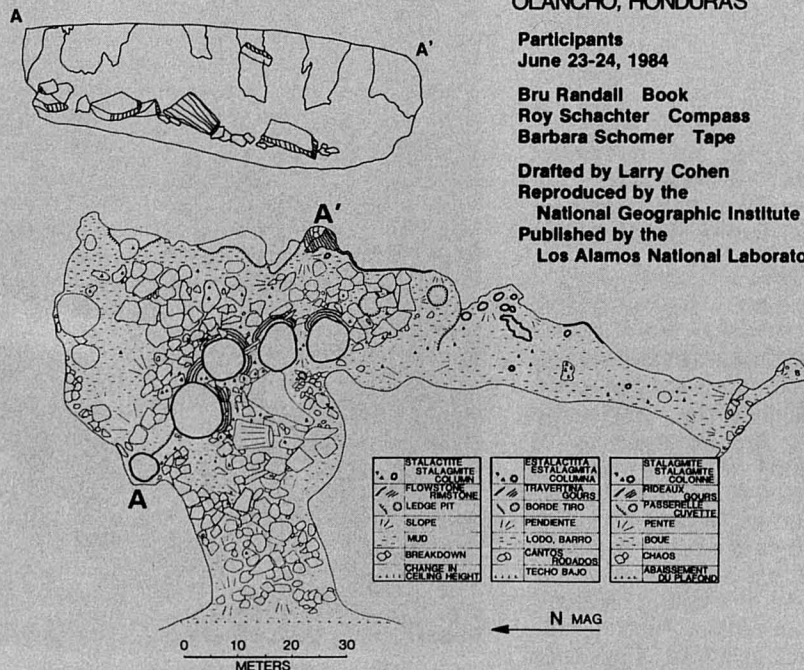 A
A'
OLANCHO, HONDURAS
Participants
June 23-24, 1984
Bru Randall Book
Roy Schachter Compass
Barbara Schomer Tape
Drafted by Larry Cohen
Reproduced by the
National Geographic Institute
Published by the
Los Alamos National Laborato
A'
A
STALACTITE
STALAGMITE
COLUMN
FLOWSTONE
RIMSTONE
LEDGE PIT
SLOPE
MUD
BREAKDOWN
CHANGE IN
CEILING HEIGHT
ESTALACTITA
ESTALAGMITA
COLUMNA
TRAVERTINA
GOURS
BORDE TIRO
PENDIENTE
LODO, BARRO
CANTOS
RODADOS
TECHO BAJO
STALAGMITE
STALAGMITE
COLONNE
RIDEAUX
GOURS
PASSERELLE
CUVETTE
PENTE
BOUE
CHAOS
ABAISSEMENT
DU PLAFOND
N MAG
0 10 20 30
METERS